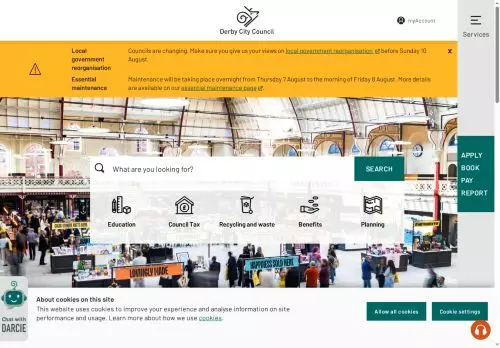 Derby City Council
myAccount
Services
Local government reorganisation
Councils are changing. Make sure you give us your views on local government reorganisation before Sunday 10 August.
x
Essential maintenance
Maintenance will be taking place overnight from Thursday 7 August to the morning of Friday 8 August. More details are available on our essential maintenance page.
What are you looking for?
SEARCH
APPLY
BOOK
PAY
REPORT
Education
Council Tax
Recycling and waste
Benefits
Planning
LOVINGLY MADE
HAPPINESS SOLD HERE
Chat with
DARCIE
About cookies on this site
This website uses cookies to improve your experience and analyse information on site
performance and usage. Learn more about how we use cookies.
Allow all cookies
Cookie settings